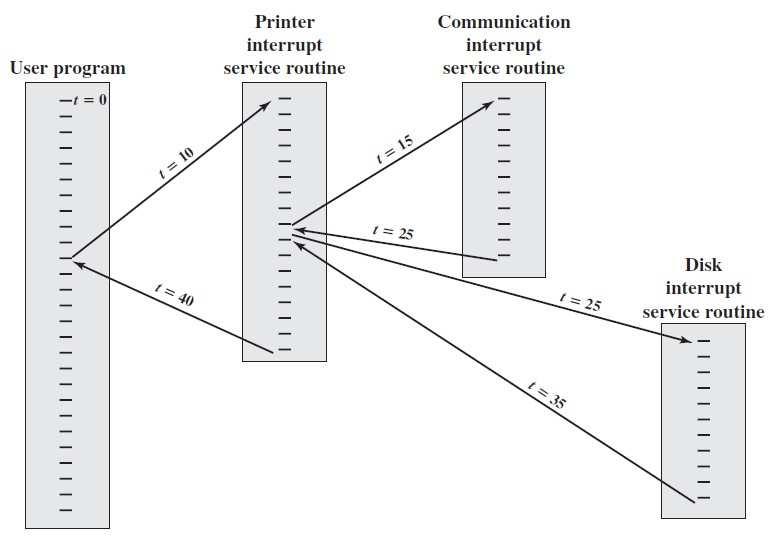 User program
Printer
interrupt
service routine
Communication
interrupt
service routine
t = 0
t = 10
t = 15
t = 25
t = 40
t = 25
Disk
interrupt
service routine
t = 35